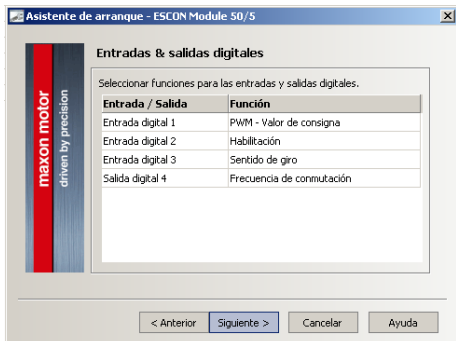 Asistente de arranque - ESCON Module 50/5
Entradas & salidas digitales
maxon motor
driven by precision
Seleccionar funciones para las entradas y salidas digitales.
Entrada / Salida Función
Entrada digital 1 PWM - Valor de consigna
Entrada digital 2 Habilitación
Entrada digital 3 Sentido de giro
Salida digital 4 Frecuencia de conmutación
< Anterior Siguiente > Cancelar Ayuda